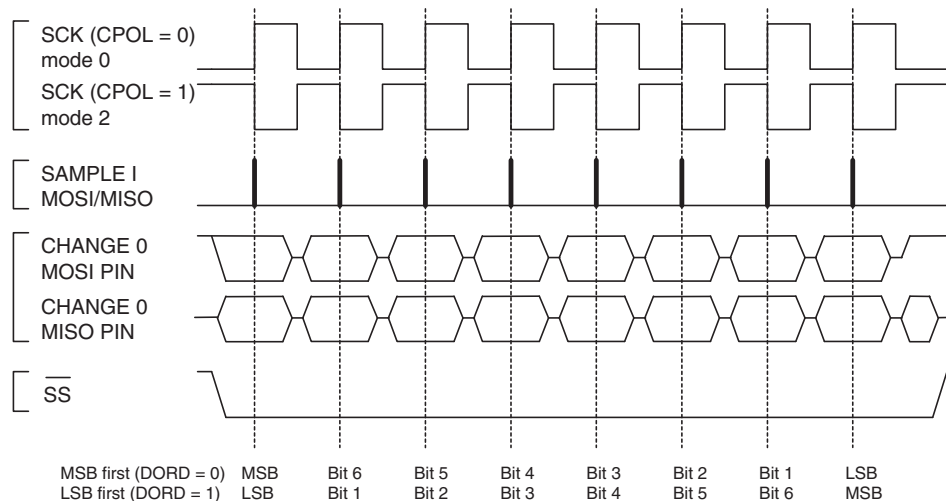 SCK (CPOL = 0)
mode 0
SCK (CPOL = 1)
mode 2
SAMPLE I
MOSI/MISO
CHANGE 0
MOSI PIN
CHANGE 0
MISO PIN
SS
MSB first (DORD = 0) MSB Bit 6 Bit 5 Bit 4 Bit 3 Bit 2 Bit 1 LSB
LSB first (DORD = 1) LSB Bit 1 Bit 2 Bit 3 Bit 4 Bit 5 Bit 6 MSB